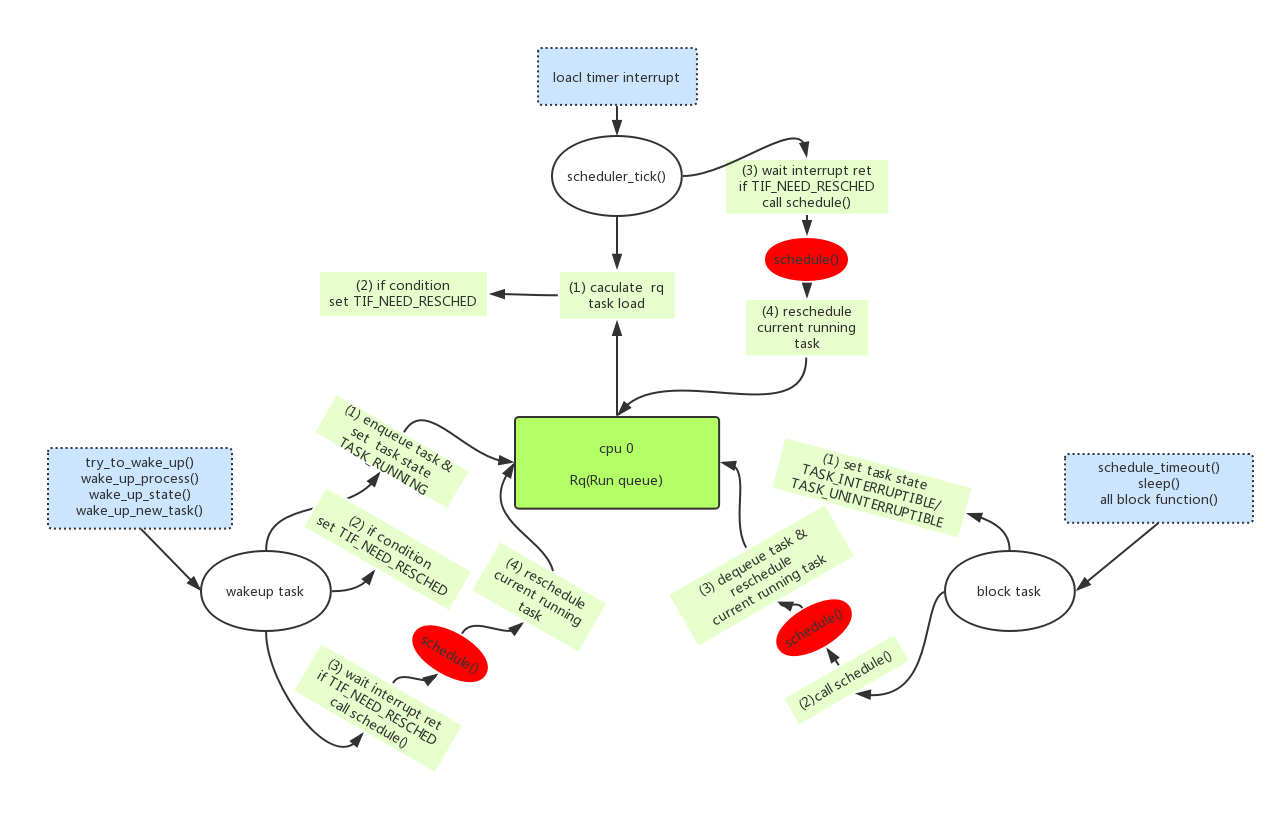 loacl timer interrupt
scheduler_tick()
(3) wait interrupt ret
if TIF_NEED_RESCHED
call schedule()
schedule()
(2) if condition
set TIF_NEED_RESCHED
(1) caculate rq
task load
(4) reschedule
current running
task
(1) enqueue task &
set task state
TASK_RUNNING
cpu 0
Rq(Run queue)
(1) set task state
TASK_INTERRUPTIBLE/
TASK_UNINTERRUPTIBLE
try_to_wake_up()
wake_up_process()
wake_up_state()
wake_up_new_task()
schedule_timeout()
sleep()
all block function()
(2) if condition
set TIF_NEED_RESCHED
(4) reschedule
current running
task
(3) dequeue task &
reschedule
current running task
wakeup task
block task
schedule()
schedule()
(3) wait interrupt ret
if TIF_NEED_RESCHED
call schedule()
(2)call schedule()